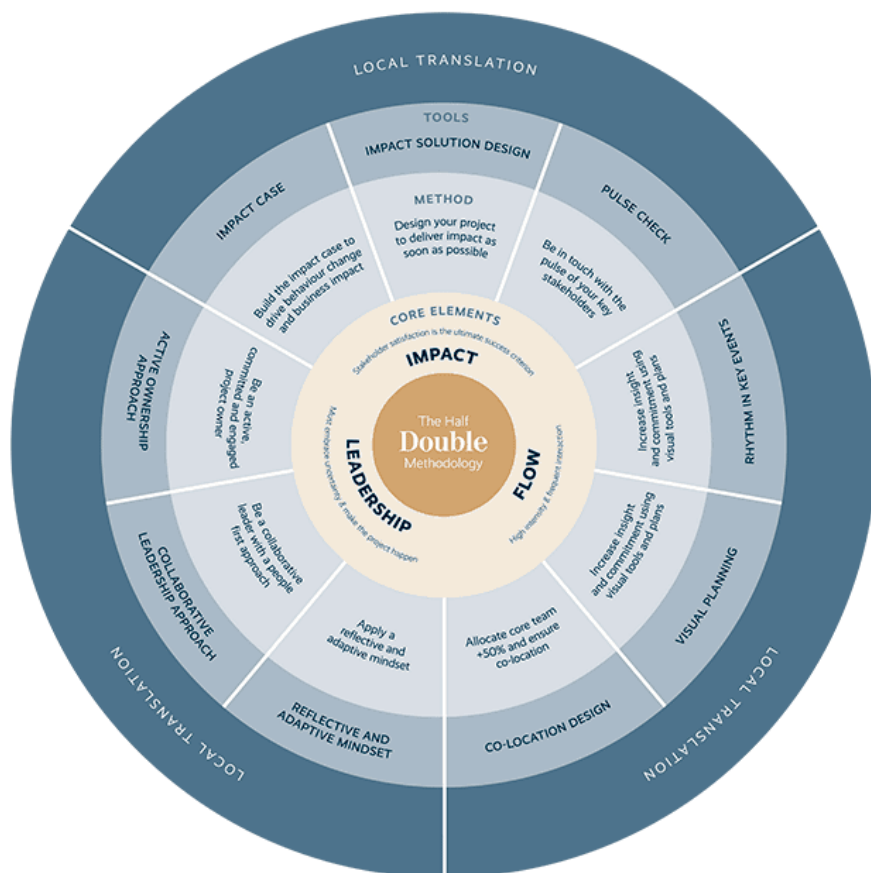 LOCAL TRANSLATION
TOOLS
IMPACT SOLUTION DESIGN
METHOD
Design your project
to deliver impact as
soon as possible
PULSE CHECK
Be in touch with the
pulse of your key
stakeholders
RHYTHM IN KEY EVENTS
Increase insight
and commitment using
visual tools and plans
VISUAL PLANNING
Increase insight
and commitment using
visual tools and plans
LOCAL TRANSLATION
CO-LOCATION DESIGN
Allocate core team
+50% and ensure
co-location
REFLECTIVE AND
ADAPTIVE MINDSET
Apply a
reflective and
adaptive mindset
LOCAL TRANSLATION
COLLABORATIVE
LEADERSHIP APPROACH
Be a collaborative
leader with a people
first approach
ACTIVE OWNERSHIP
APPROACH
Be an active,
committed and engaged
project owner
IMPACT CASE
Build the impact case to
drive behaviour change
and business impact
CORE ELEMENTS
Stakeholder satisfaction is the ultimate success criterion
IMPACT
FLOW
High intensity & frequent interaction
LEADERSHIP
Must embrace uncertainty & make the project happen
The Half
Double
Methodology